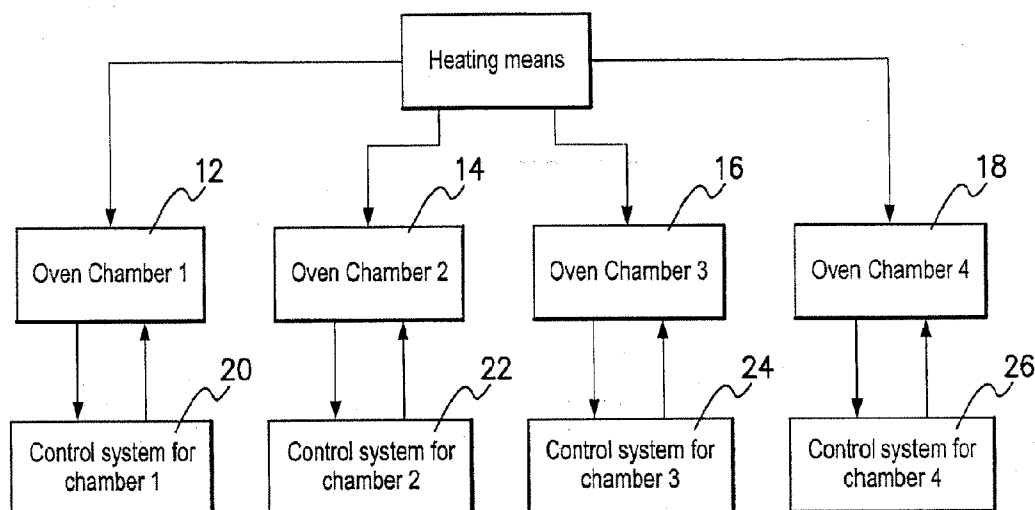 Heating means
12
14
16
18
Oven Chamber 1
Oven Chamber 2
Oven Chamber 3
Oven Chamber 4
20
22
24
26
Control system for
chamber 1
Control system for
chamber 2
Control system for
chamber 3
Control system for
chamber 4